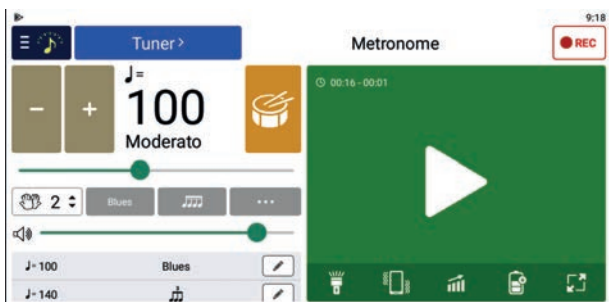 9:18
Tuner >
Metronome
REC
♩=
100
Moderato
00:16 - 00:01
− +
2
Blues
...
♩= 100 Blues
♩= 140